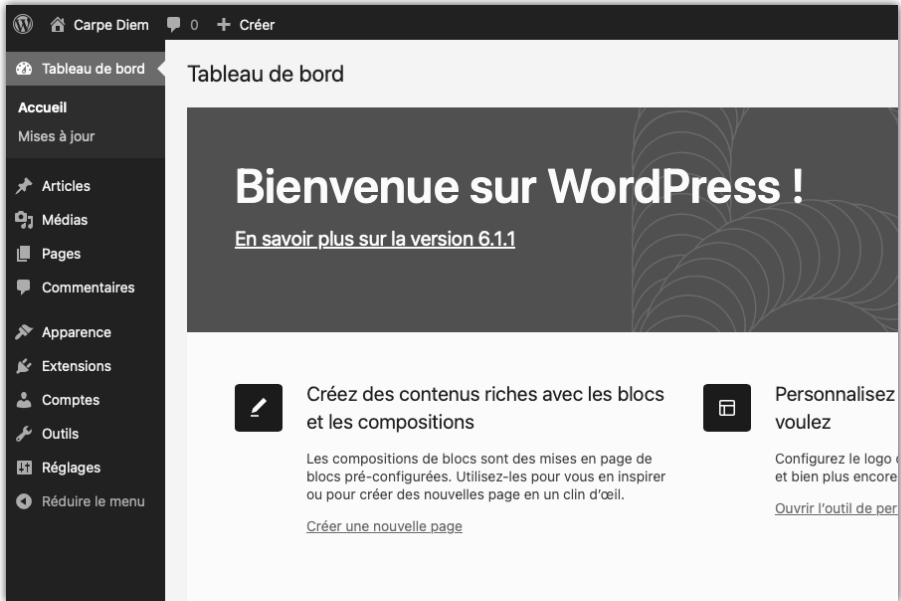 Carpe Diem 0 + Créer
Tableau de bord
Accueil
Mises à jour
Articles
Médias
Pages
Commentaires
Apparence
Extensions
Comptes
Outils
Réglages
Réduire le menu
Tableau de bord
Bienvenue sur WordPress !
En savoir plus sur la version 6.1.1
Créez des contenus riches avec les blocs
et les compositions
Les compositions de blocs sont des mises en page de
blocs pré-configurées. Utilisez-les pour vous en inspirer
ou pour créer des nouvelles page en un clin d’œil.
Créer une nouvelle page
Personnalisez
voulez
Configurez le logo
et bien plus encore
Ouvrir l’outil de per